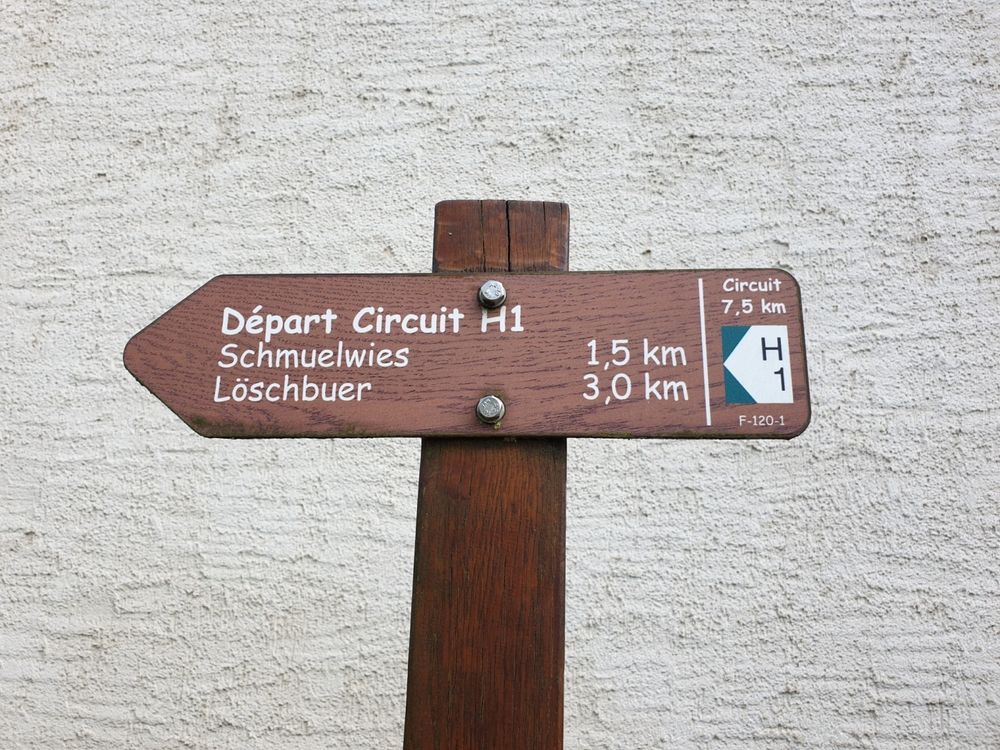 Départ Circuit H1
Schmuelwies 1,5 km
Löschbuer 3,0 km
Circuit
7,5 km
H
1
F-120-1